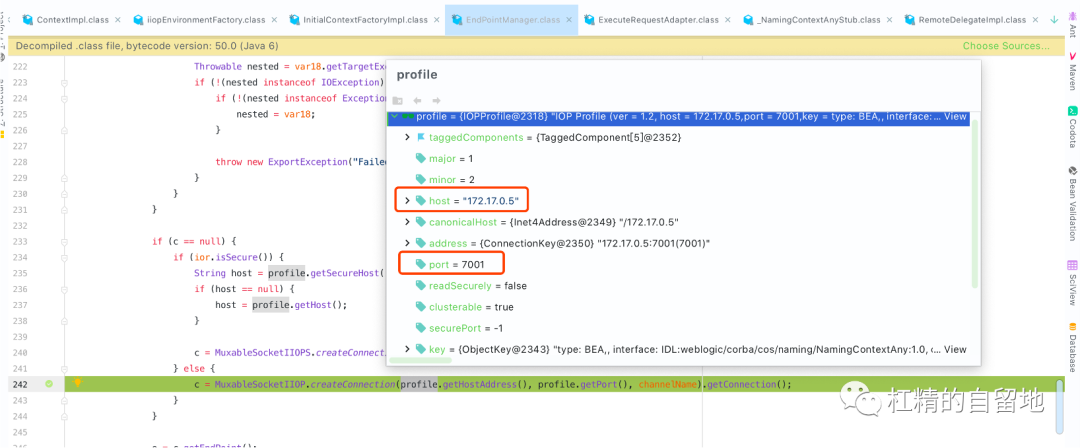 ContextImpl.class iiopEnvironmentFactory.class InitialContextFactoryImpl.class EndPointManager.class ExecuteRequestAdapter.class _NamingContextAnyStub.class RemoteDelegateImpl.class
Decompiled .class file, bytecode version: 50.0 (Java 6) Choose Sources...
222 Throwable nested = var18.getTargetExc
223 if (!(nested instanceof IOException)
224 if (!(nested instanceof Exception
225 nested = var18;
226 }
227
228 throw new ExportException("Failed
229 }
230 }
231 }
232
233 if (c == null) {
234 if (ior.isSecure()) {
235 String host = profile.getSecureHost(
236 if (host == null) {
237 host = profile.getHost();
238 }
239
240 c = MuxableSocketIIOPS.createConnecti
241 } else {
242 c = MuxableSocketIIOP.createConnection(profile.getHostAddress(), profile.getPort(), channelName).getConnection();
243 }
244 }
245
profile
profile = {IOPProfile@2318} "IOP Profile (ver = 1.2, host = 172.17.0.5,port = 7001,key = type: BEA,, interface: ... View
taggedComponents = {TaggedComponent[5]@2352}
major = 1
minor = 2
host = "172.17.0.5"
canonicalHost = {Inet4Address@2349} "/172.17.0.5"
address = {ConnectionKey@2350} "172.17.0.5:7001(7001)"
port = 7001
readSecurely = false
clusterable = true
securePort = -1
key = {ObjectKey@2343} "type: BEA,, interface: IDL:weblogic/corba/cos/naming/NamingContextAny:1.0, ... View
Ant
Maven
Codota
Bean Validation
SciView
Database
杠精的自留地